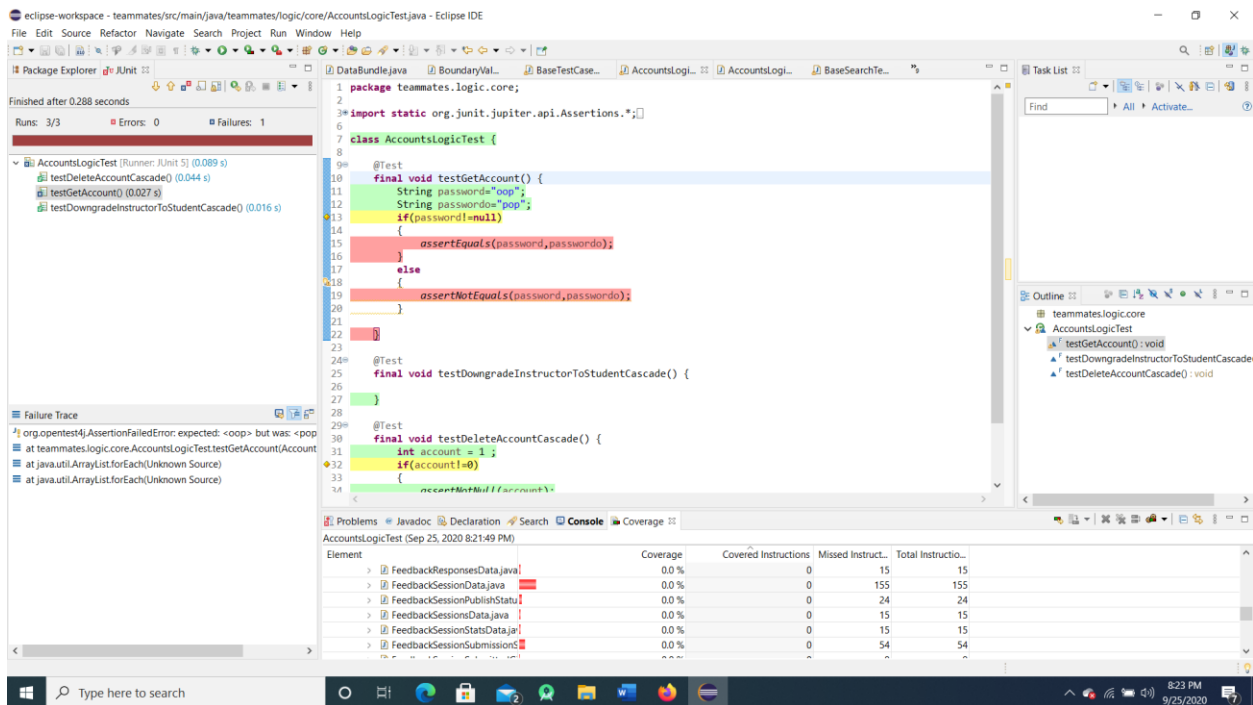 eclipse-workspace - teammates/src/main/java/teammates/logic/core/AccountsLogicTest.java - Eclipse IDE
File Edit Source Refactor Navigate Search Project Run Window Help
Package Explorer JUnit
Finished after 0.288 seconds
Runs: 3/3 Errors: 0 Failures: 1
AccountsLogicTest [Runner: JUnit 5] (0.089 s)
testDeleteAccountCascade() (0.044 s)
testGetAccount() (0.027 s)
testDowngradeInstructorToStudentCascade() (0.016 s)
Failure Trace
org.opentest4j.AssertionFailedError: expected: <oop> but was: <pop
at teammates.logic.core.AccountsLogicTest.testGetAccount(Account
at java.util.ArrayList.forEach(Unknown Source)
at java.util.ArrayList.forEach(Unknown Source)
DataBundle.java BoundaryVal... BaseTestCase... AccountsLogi... AccountsLogi... BaseSearchTe... »
1 package teammates.logic.core;
2
3 import static org.junit.jupiter.api.Assertions.*;
6
7 class AccountsLogicTest {
8
9 @Test
10 final void testGetAccount() {
11 String password="oop";
12 String passwordo="pop";
13 if(password!=null)
14 {
15 assertEquals(password,passwordo);
16 }
17 else
18 {
19 assertNotEquals(password,passwordo);
20 }
21
22 }
23
24 @Test
25 final void testDowngradeInstructorToStudentCascade() {
26
27 }
28
29 @Test
30 final void testDeleteAccountCascade() {
31 int account = 1 ;
32 if(account!=0)
33 {
34 assertNotNull(account);
Task List
Find All Activate...
Outline
teammates.logic.core
AccountsLogicTest
testGetAccount() : void
testDowngradeInstructorToStudentCascade
testDeleteAccountCascade() : void
Problems Javadoc Declaration Search Console Coverage
AccountsLogicTest (Sep 25, 2020 8:21:49 PM)
Element Coverage Covered Instructions Missed Instruct... Total Instructio...
FeedbackResponsesData.java 0.0 % 0 15 15
FeedbackSessionData.java 0.0 % 0 155 155
FeedbackSessionPublishStatu 0.0 % 0 24 24
FeedbackSessionsData.java 0.0 % 0 15 15
FeedbackSessionStatsData.ja 0.0 % 0 15 15
FeedbackSessionSubmissionS 0.0 % 0 54 54
Type here to search
8:23 PM
9/25/2020